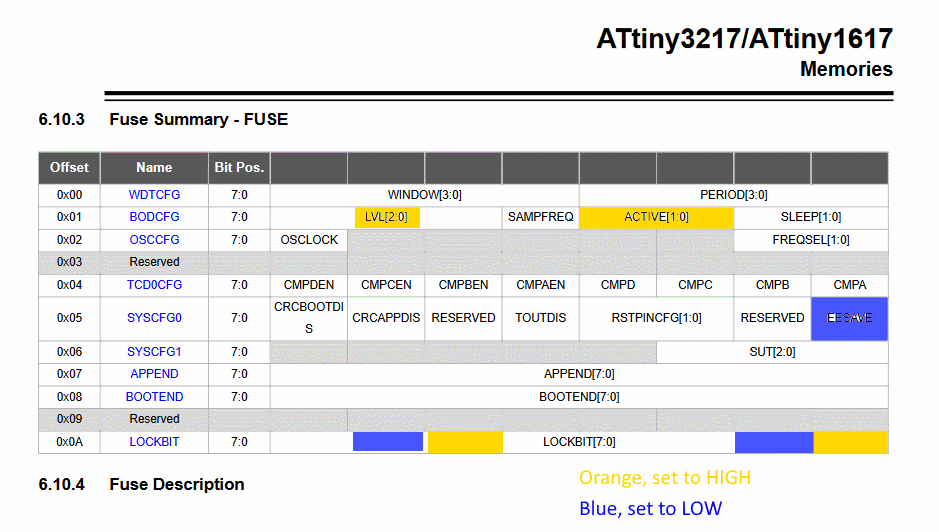 ATtiny3217/ATtiny1617
Memories
6.10.3 Fuse Summary - FUSE
Offset Name Bit Pos.
0x00 WDTCFG 7:0 WINDOW[3:0] PERIOD[3:0]
0x01 BODCFG 7:0 LVL[2:0] SAMPFREQ ACTIVE[1:0] SLEEP[1:0]
0x02 OSCCFG 7:0 OSCLOCK FREQSEL[1:0]
0x03 Reserved
0x04 TCD0CFG 7:0 CMPDEN CMPCEN CMPBEN CMPAEN CMPD CMPC CMPB CMPA
0x05 SYSCFG0 7:0 CRCBOOTDI
S CRCAPPDIS RESERVED TOUTDIS RSTPINCFG[1:0] RESERVED EESAVE
0x06 SYSCFG1 7:0 SUT[2:0]
0x07 APPEND 7:0 APPEND[7:0]
0x08 BOOTEND 7:0 BOOTEND[7:0]
0x09 Reserved
0x0A LOCKBIT 7:0 LOCKBIT[7:0]
Orange, set to HIGH
6.10.4 Fuse Description
Blue, set to LOW